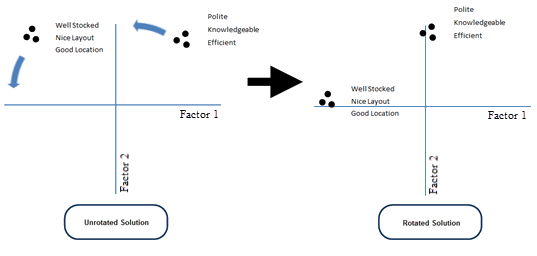 Well Stocked
Nice Layout
Good Location
Polite
Knowledgeable
Efficient
Factor 1
Factor 2
Unrotated Solution
Polite
Knowledgeable
Efficient
Well Stocked
Nice Layout
Good Location
Factor 1
Factor 2
Rotated Solution